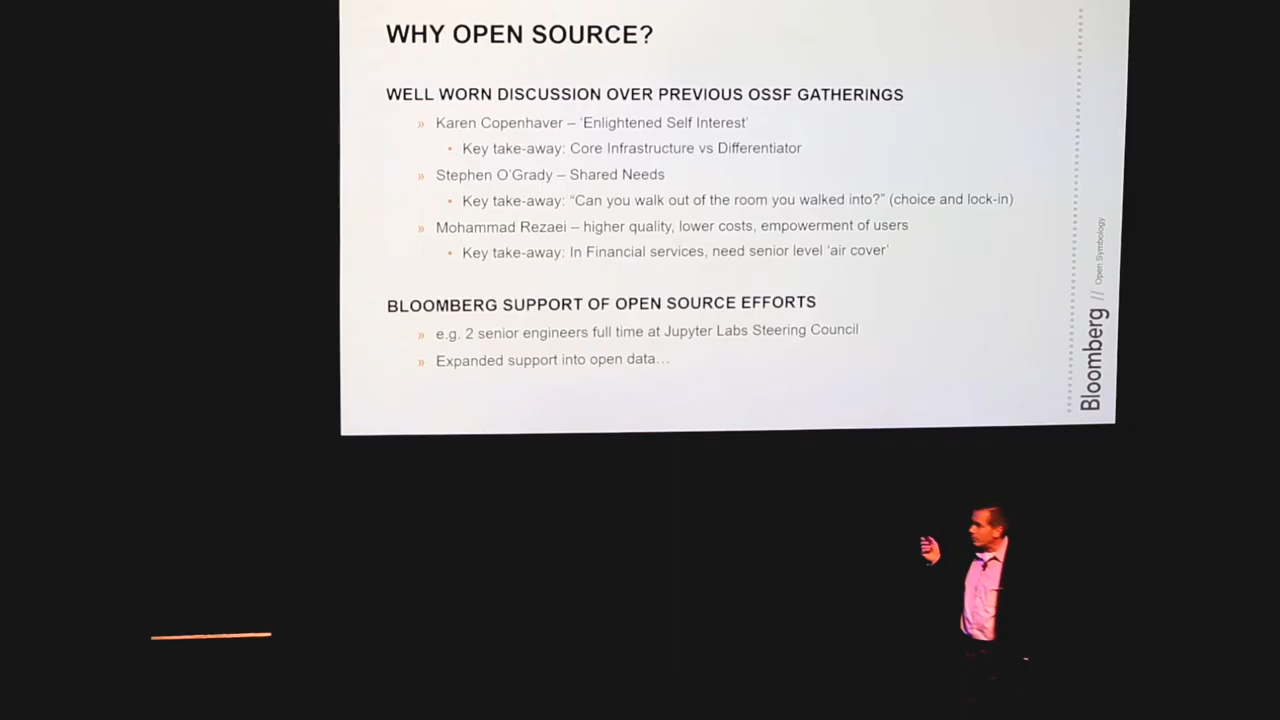 WHY OPEN SOURCE?
WELL WORN DISCUSSION OVER PREVIOUS OSSF GATHERINGS
» Karen Copenhaver – ‘Enlightened Self Interest’
• Key take-away: Core Infrastructure vs Differentiator
» Stephen O’Grady – Shared Needs
• Key take-away: “Can you walk out of the room you walked into?” (choice and lock-in)
» Mohammad Rezaei – higher quality, lower costs, empowerment of users
• Key take-away: In Financial services, need senior level ‘air cover’
BLOOMBERG SUPPORT OF OPEN SOURCE EFFORTS
» e.g. 2 senior engineers full time at Jupyter Labs Steering Council
» Expanded support into open data…
Bloomberg // Open Symbology